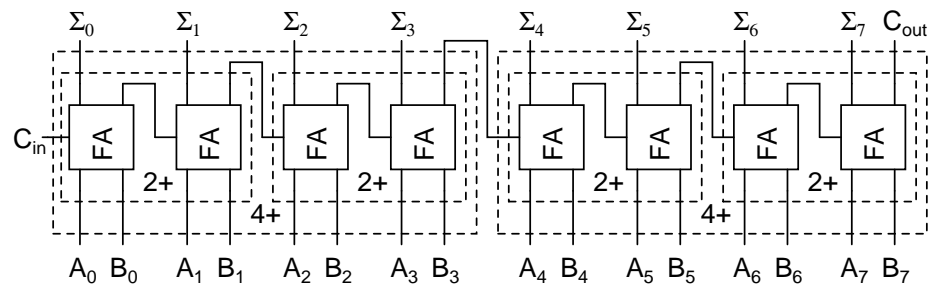 Σ0 Σ1 Σ2 Σ3 Σ4 Σ5 Σ6 Σ7 Cout
Cin FA FA FA FA FA FA FA FA
2+ 2+ 2+ 2+
4+ 4+
A0 B0 A1 B1 A2 B2 A3 B3 A4 B4 A5 B5 A6 B6 A7 B7